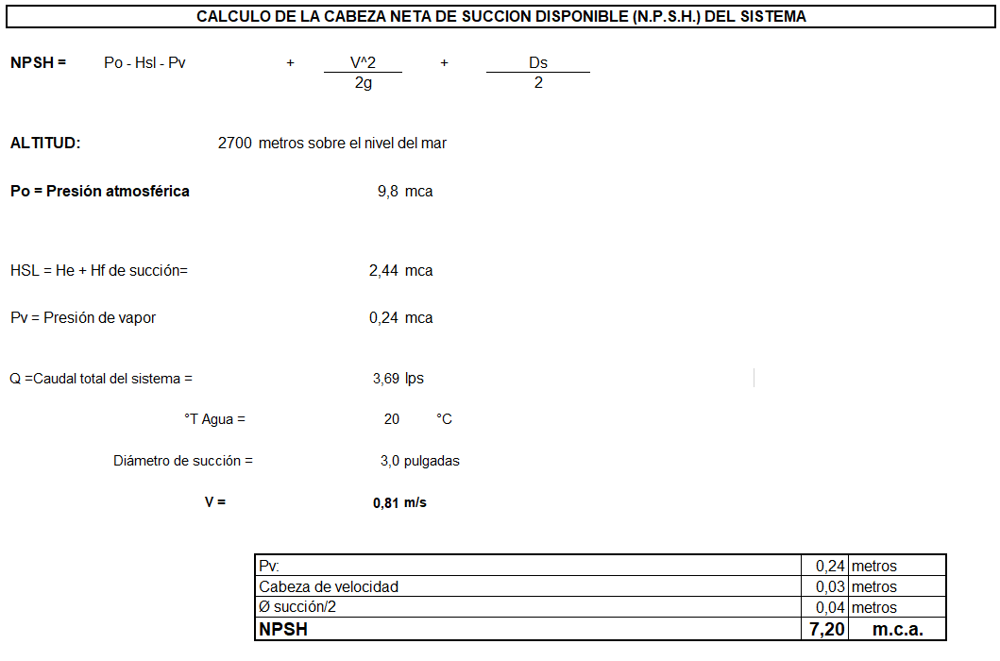 CALCULO DE LA CABEZA NETA DE SUCCION DISPONIBLE (N.P.S.H.) DEL SISTEMA
NPSH = Po - Hsl - Pv + V^2 + Ds
2g 2
ALTITUD: 2700 metros sobre el nivel del mar
Po = Presión atmosférica 9,8 mca
HSL = He + Hf de succión= 2,44 mca
Pv = Presión de vapor 0,24 mca
Q =Caudal total del sistema = 3,69 lps
°T Agua = 20 °C
Diámetro de succión = 3,0 pulgadas
V = 0,81 m/s
Pv: 0,24 metros
Cabeza de velocidad 0,03 metros
Ø succión/2 0,04 metros
NPSH 7,20 m.c.a.